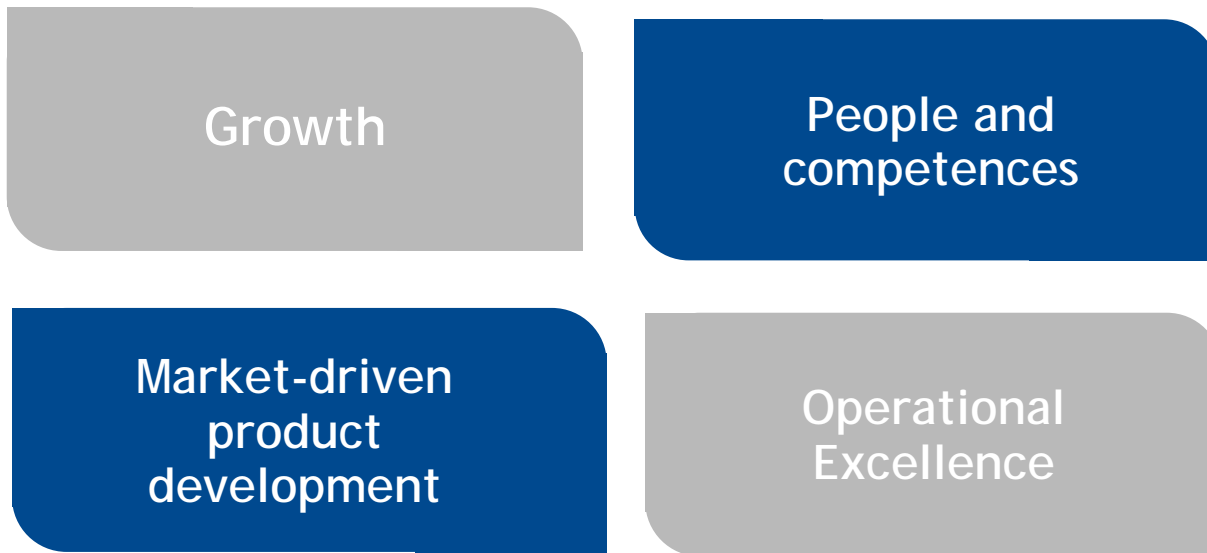 Growth
People and
competences
Market-driven
product
development
Operational
Excellence